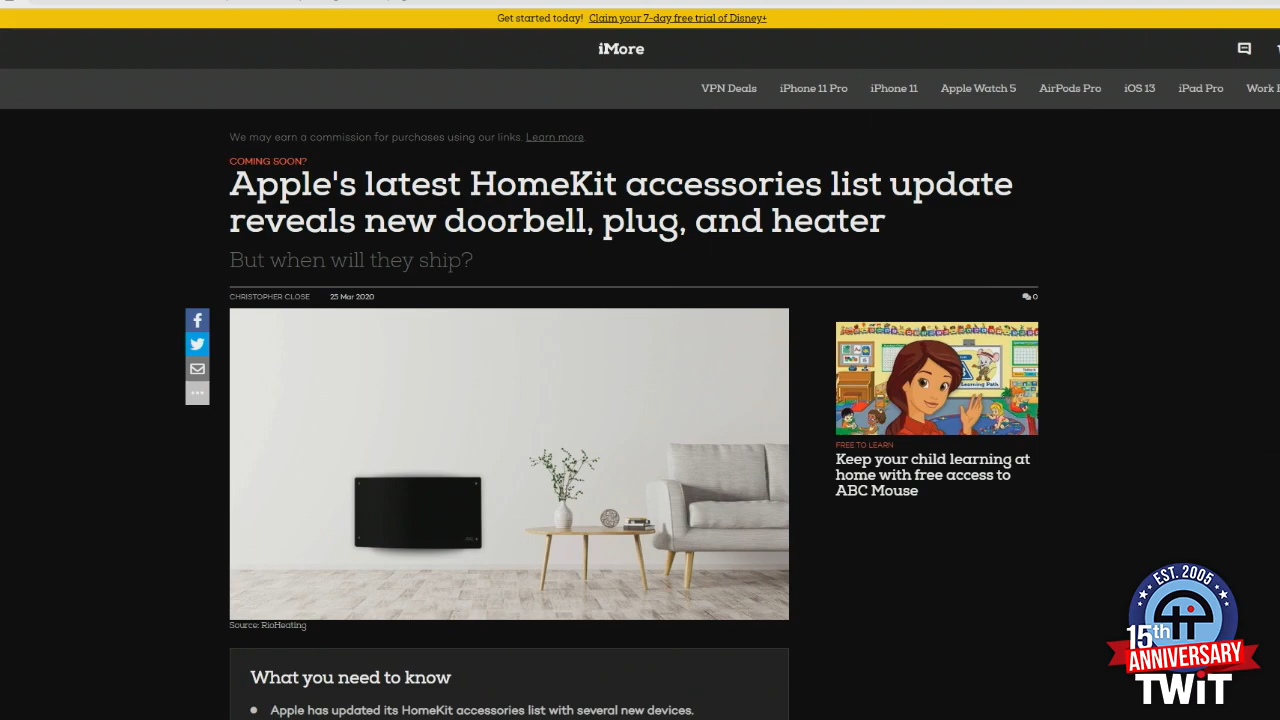 Get started today! Claim your 7-day free trial of Disney+
iMore
VPN Deals iPhone 11 Pro iPhone 11 Apple Watch 5 AirPods Pro iOS 13 iPad Pro Work
We may earn a commission for purchases using our links. Learn more.
COMING SOON?
Apple's latest HomeKit accessories list update
reveals new doorbell, plug, and heater
But when will they ship?
CHRISTOPHER CLOSE 25 Mar 2020
0
Learning Path
FREE TO LEARN
Keep your child learning at
home with free access to
ABC Mouse
Source: RioHeating
What you need to know
Apple has updated its HomeKit accessories list with several new devices.
EST. 2005
15th
ANNIVERSARY
TWiT